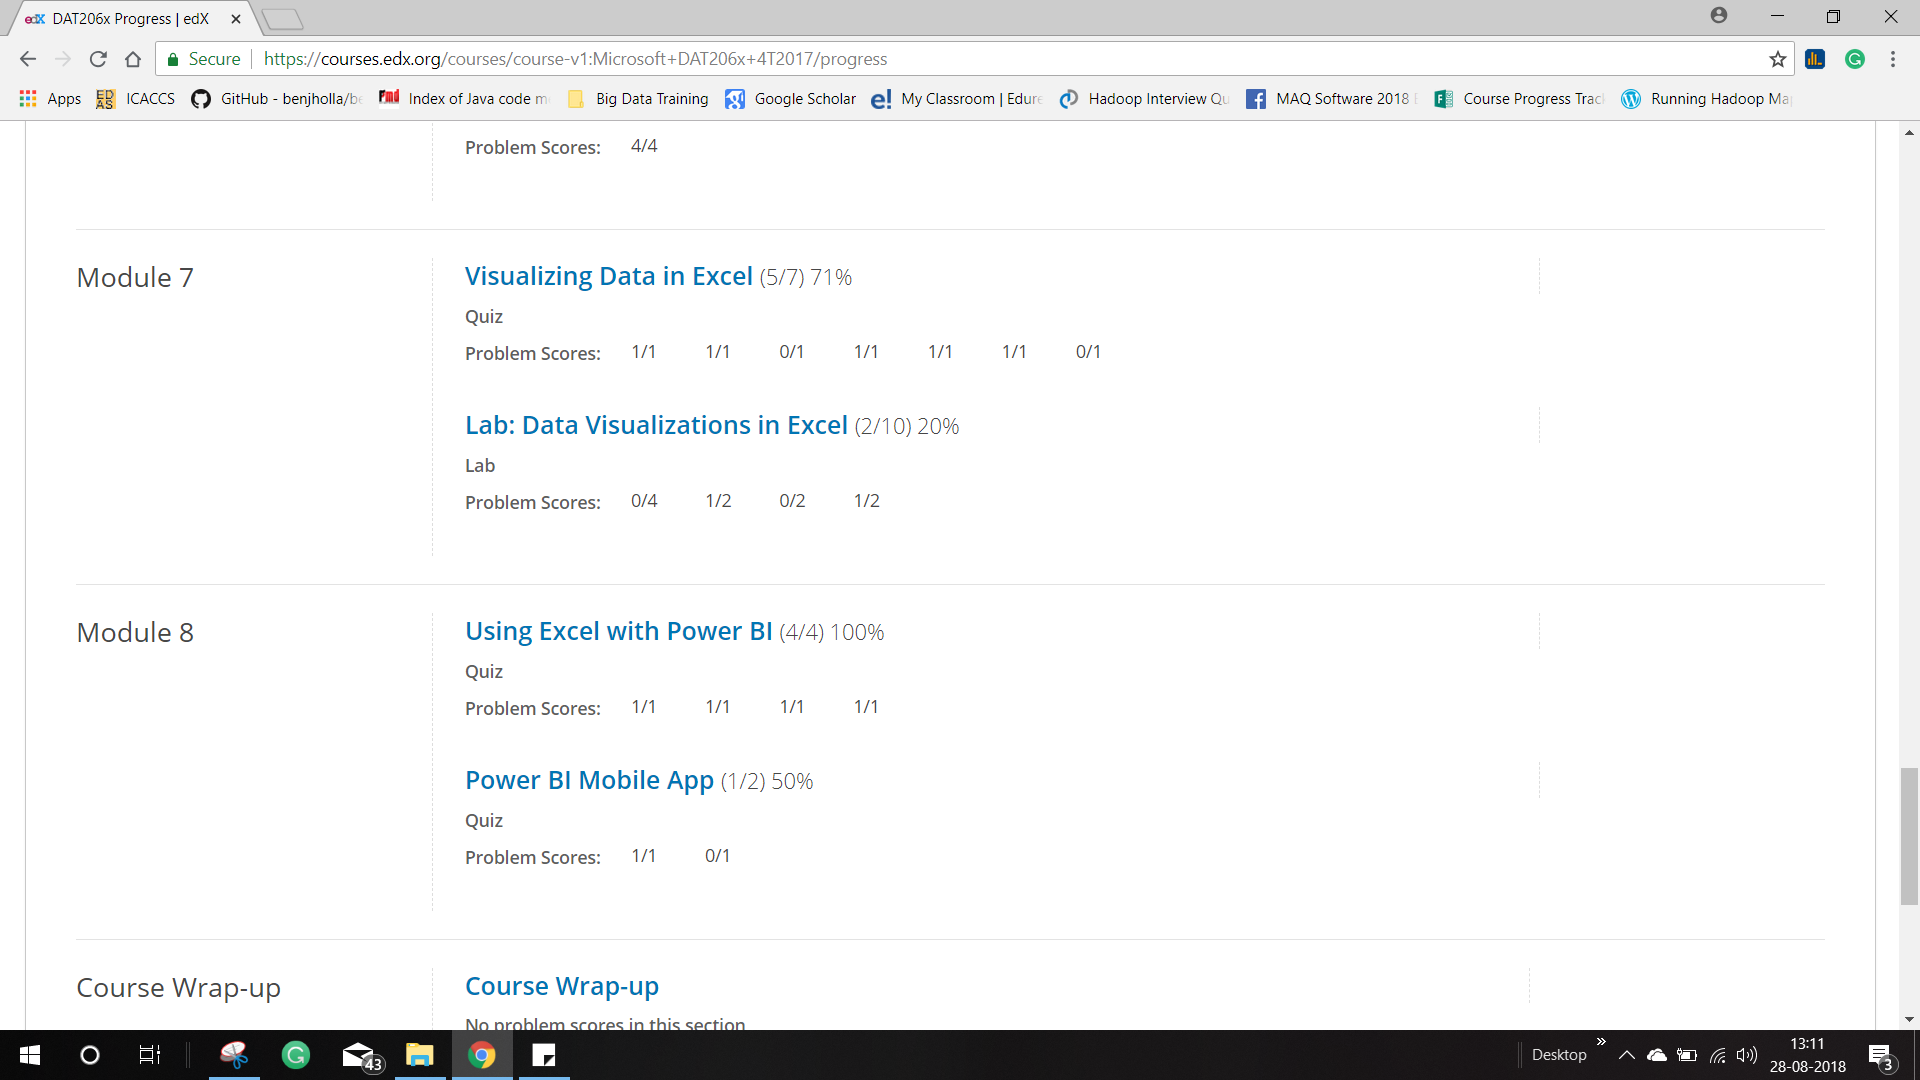 edX DAT206x Progress | edX
Secure https://courses.edx.org/courses/course-v1:Microsoft+DAT206x+4T2017/progress
Apps ED AS ICACCS GitHub - benjholla/be Fmd Index of Java code m Big Data Training g Google Scholar e! My Classroom | Edure Hadoop Interview Qu MAQ Software 2018 Course Progress Trac Running Hadoop Ma
Problem Scores: 4/4
Module 7
Visualizing Data in Excel (5/7) 71%
Quiz
Problem Scores: 1/1 1/1 0/1 1/1 1/1 1/1 0/1
Lab: Data Visualizations in Excel (2/10) 20%
Lab
Problem Scores: 0/4 1/2 0/2 1/2
Module 8
Using Excel with Power BI (4/4) 100%
Quiz
Problem Scores: 1/1 1/1 1/1 1/1
Power BI Mobile App (1/2) 50%
Quiz
Problem Scores: 1/1 0/1
Course Wrap-up
Course Wrap-up
No problem scores in this section
43
Desktop
13:11
28-08-2018
3